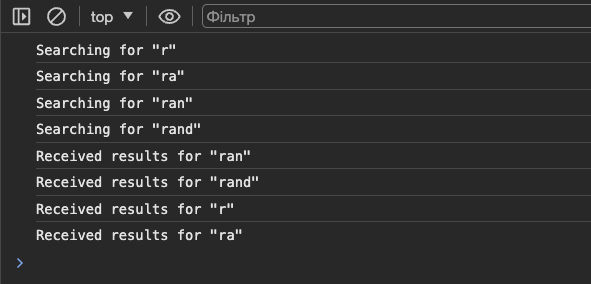 top
Фільтр
Searching for "r"
Searching for "ra"
Searching for "ran"
Searching for "rand"
Received results for "ran"
Received results for "rand"
Received results for "r"
Received results for "ra"